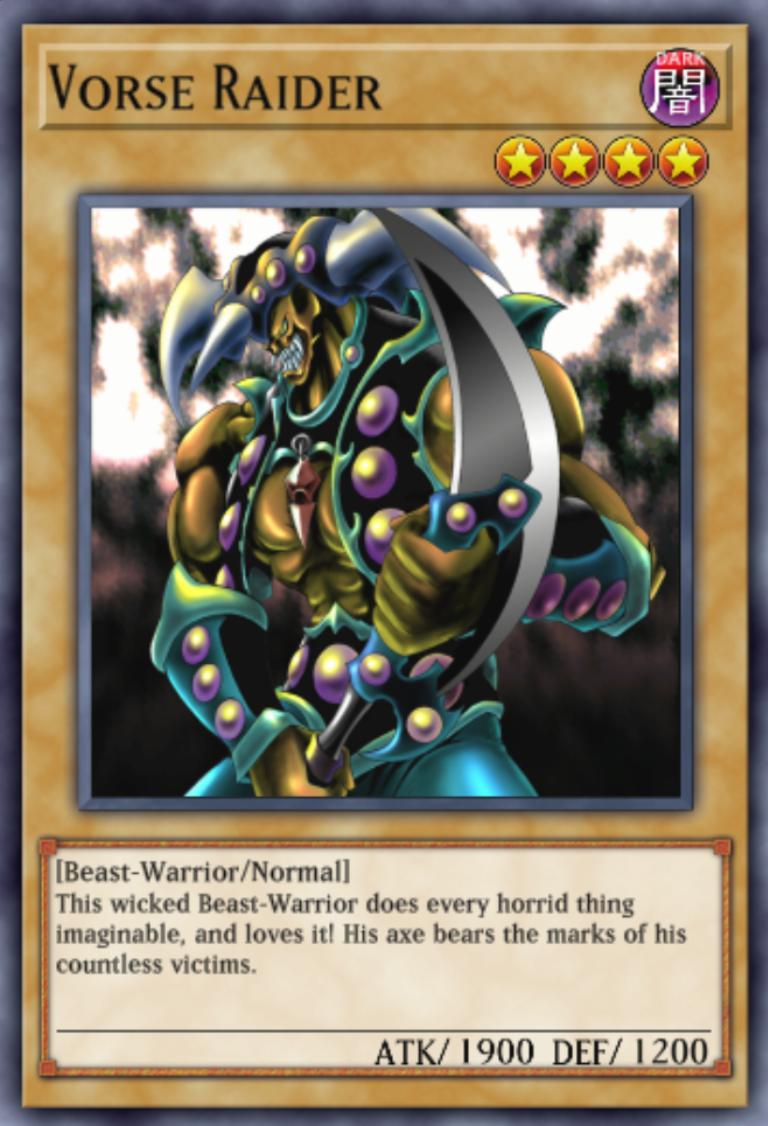 Vorse Raider
DARK
闇
[Beast-Warrior/Normal]
This wicked Beast-Warrior does every horrid thing
imaginable, and loves it! His axe bears the marks of his
countless victims.
ATK/ 1900 DEF/ 1200